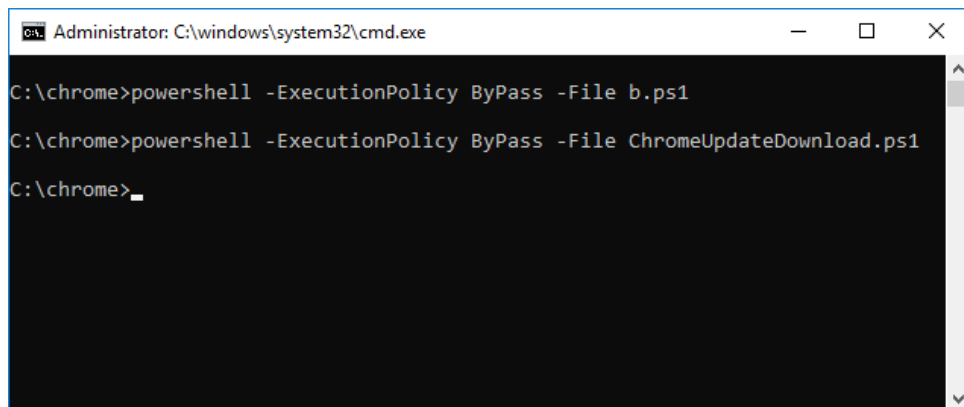 Administrator: C:\windows\system32\cmd.exe
C:\chrome>powershell -ExecutionPolicy ByPass -File b.ps1
C:\chrome>powershell -ExecutionPolicy ByPass -File ChromeUpdateDownload.ps1
C:\chrome>